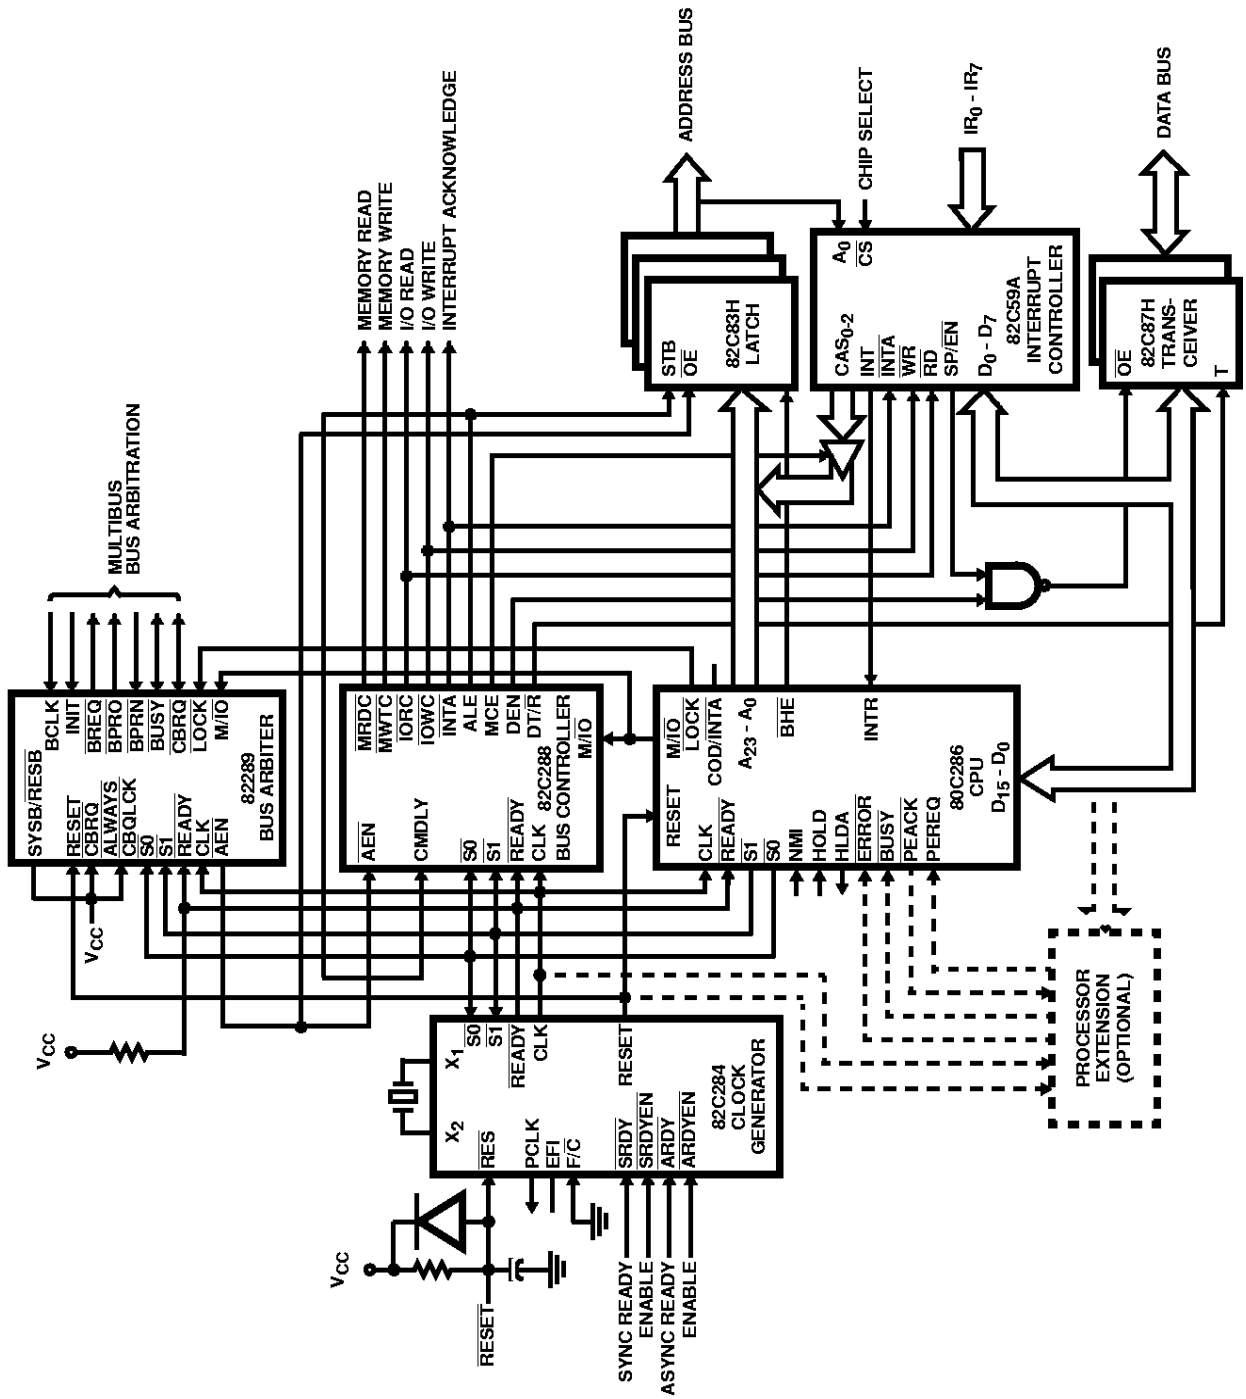 ADDRESS BUS
CHIP SELECT
IR0 - IR7
DATA BUS
MEMORY READ
MEMORY WRITE
I/O READ
I/O WRITE
INTERRUPT ACKNOWLEDGE
MULTIBUS
BUS ARBITRATION
STB
OE
82C83H
LATCH
A0
CS
CAS0-2
INT
INTA
WR
RD
SP/EN
D0 - D7
82C59A
INTERRUPT
CONTROLLER
OE
82C87H
TRANS-
CEIVER
T
BCLK
INIT
BREQ
BPRO
BPRN
BUSY
CBRQ
LOCK
M/IO
SYSB/RESB
RESET
CBRQ
ALWAYS
CBQLCK
S0
S1
READY
CLK
AEN
82289
BUS ARBITER
VCC
VCC
MRDC
MWTC
IORC
IOWC
INTA
ALE
MCE
DEN
DT/R
M/IO
AEN
CMDLY
S0
S1
READY
CLK
82C288
BUS CONTROLLER
M/IO
LOCK
COD/INTA
A23 - A0
BHE
INTR
RESET
CLK
READY
S1
S0
NMI
HOLD
HLDA
ERROR
BUSY
PEACK
PEREQ
80C286
CPU
D15 - D0
X1
X2
S0
S1
READY
CLK
RESET
RES
PCLK
EFI
F/C
SRDY
SRDYEN
ARDY
ARDYEN
82C284
CLOCK
GENERATOR
VCC
RESET
SYNC READY
ENABLE
ASYNC READY
ENABLE
PROCESSOR
EXTENSION
(OPTIONAL)